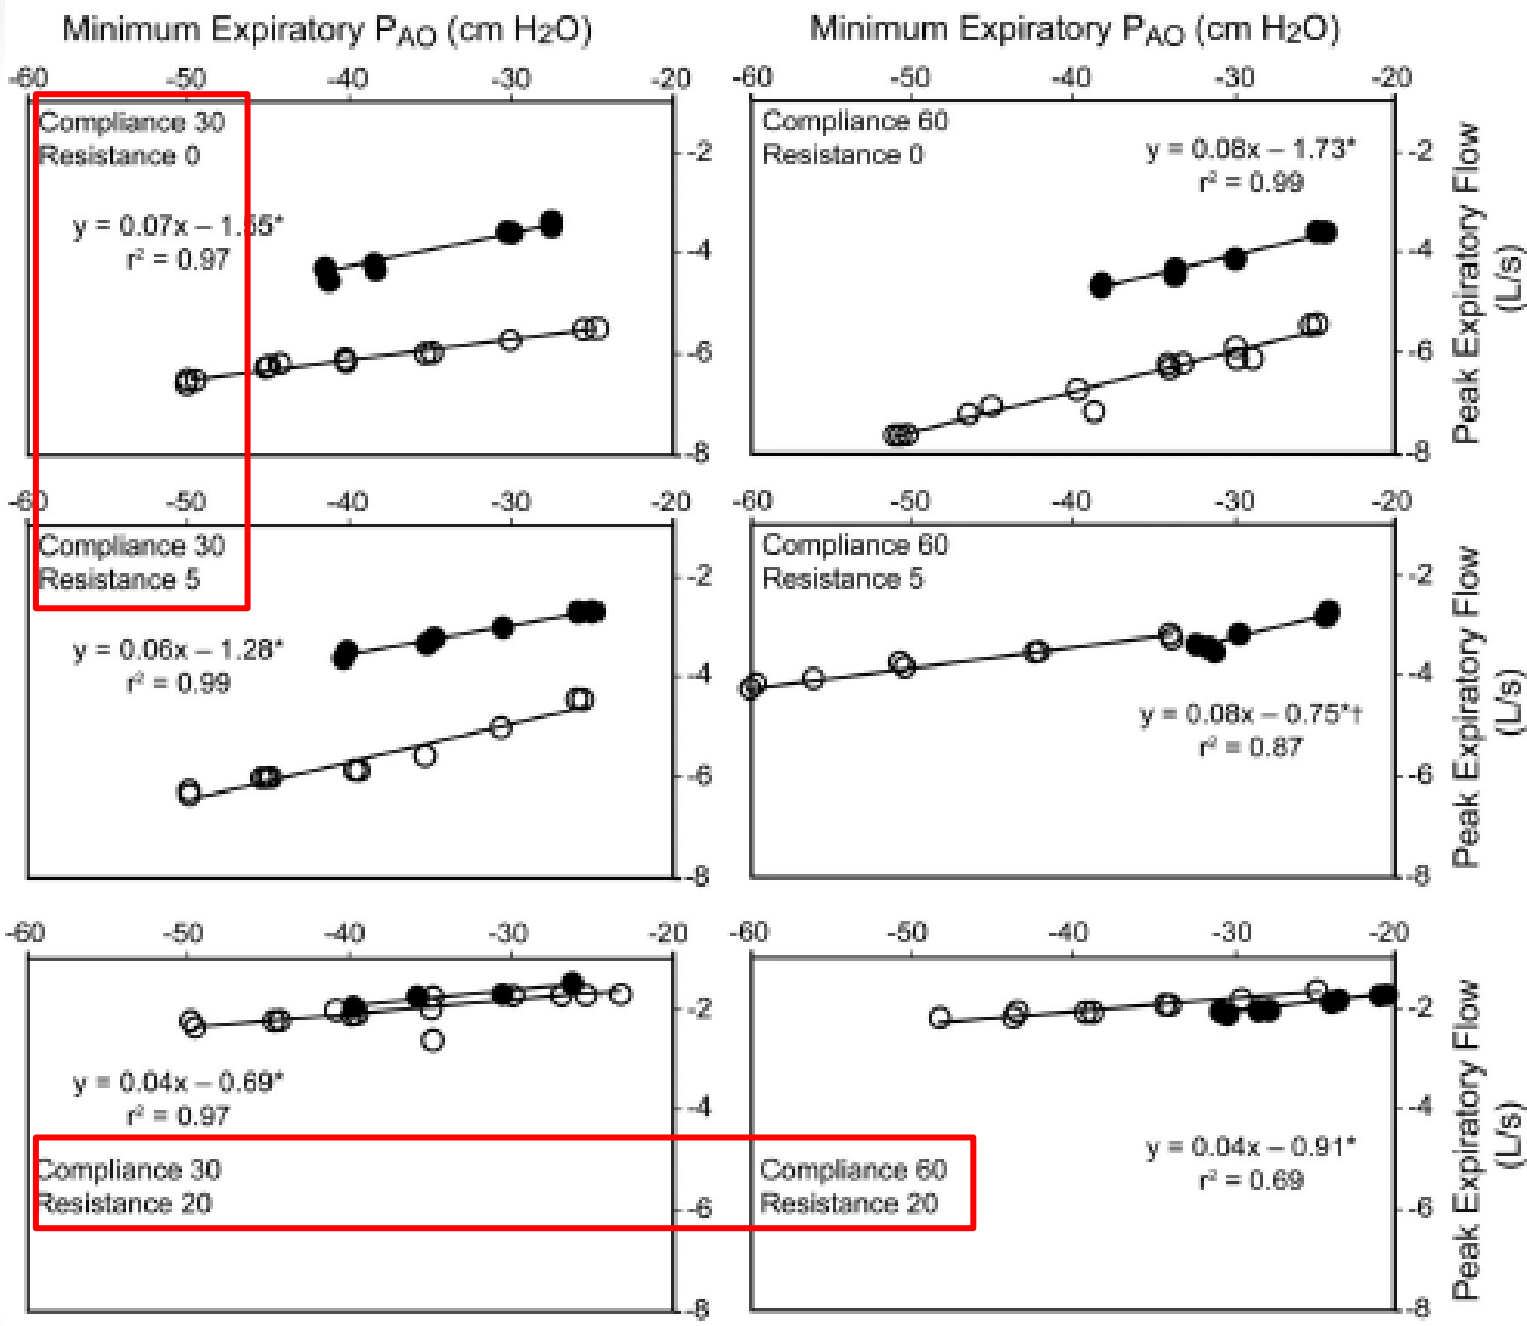 Minimum Expiratory PAO (cm H2O)
Minimum Expiratory PAO (cm H2O)
-60 -50 -40 -30 -20
-60 -50 -40 -30 -20
Compliance 30
Resistance 0
y = 0.07x – 1.55*
r² = 0.97
-2
-4
-6
-8
Compliance 60
Resistance 0
y = 0.08x – 1.73*
r² = 0.99
-2
-4
-6
-8
Peak Expiratory Flow
(L/s)
-60 -50 -40 -30 -20
-60 -50 -40 -30 -20
Compliance 30
Resistance 5
y = 0.06x – 1.28*
r² = 0.99
-2
-4
-6
-8
Compliance 60
Resistance 5
y = 0.08x – 0.75*†
r² = 0.87
-2
-4
-6
-8
Peak Expiratory Flow
(L/s)
-60 -50 -40 -30 -20
-60 -50 -40 -30 -20
y = 0.04x – 0.69*
r² = 0.97
Compliance 30
Resistance 20
-2
-4
-6
-8
y = 0.04x – 0.91*
r² = 0.69
Compliance 60
Resistance 20
-2
-4
-6
-8
Peak Expiratory Flow
(L/s)